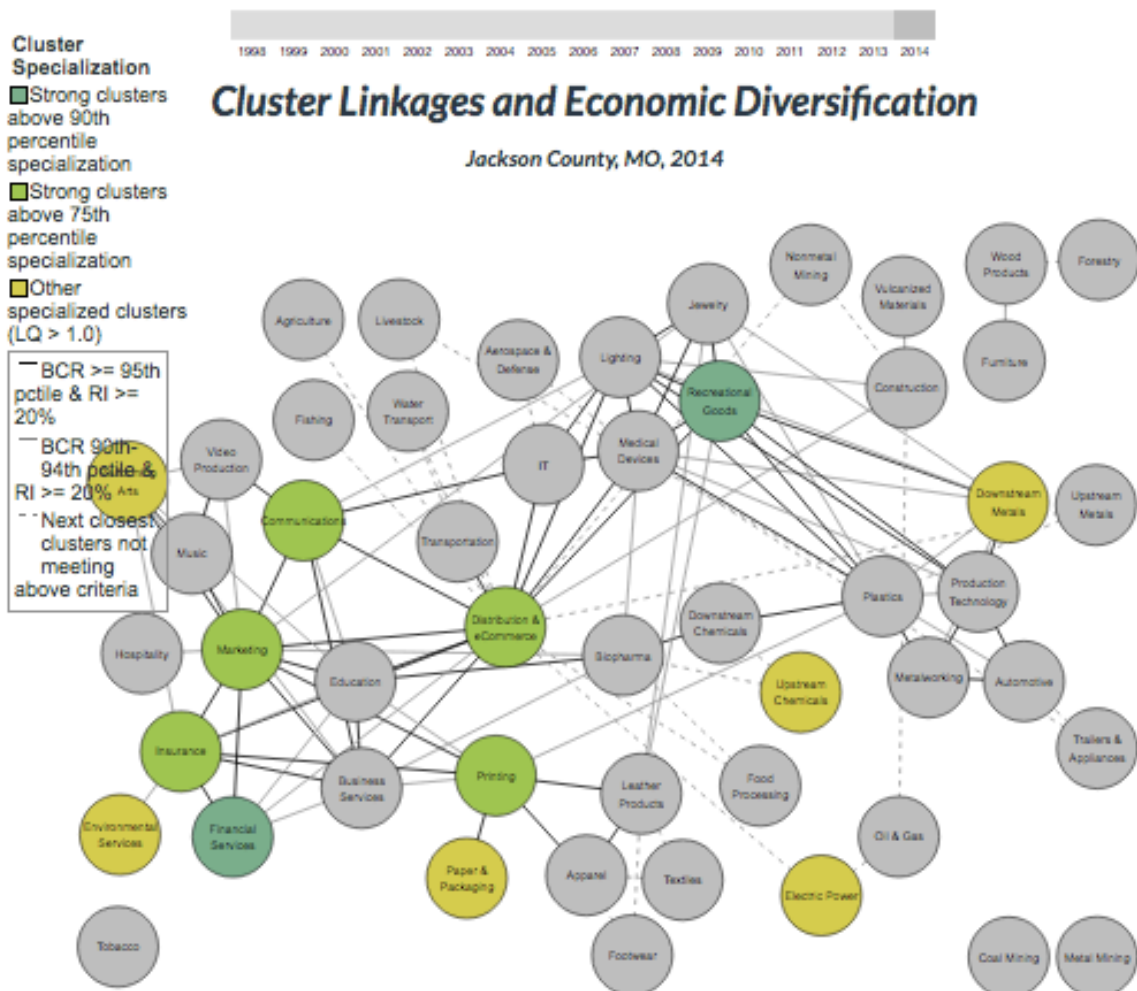 1998 1999 2000 2001 2002 2003 2004 2005 2006 2007 2008 2009 2010 2011 2012 2013 2014
Cluster Linkages and Economic Diversification
Jackson County, MO, 2014
Cluster
Specialization
Strong clusters
above 90th
percentile
specialization
Strong clusters
above 75th
percentile
specialization
Other
specialized clusters
(LQ > 1.0)
BCR >= 95th
pctile & RI >=
20%
BCR 90th-
94th pctile &
RI >= 20%
Next closest
clusters not
meeting
above criteria
Nonmetal
Mining
Wood
Products
Forestry
Vulcanized
Materials
Jewelry
Agriculture
Livestock
Aerospace &
Defense
Lighting
Furniture
Construction
Recreational
Goods
Fishing
Water
Transport
Video
Production
IT
Medical
Devices
Arts
Downstream
Metals
Upstream
Metals
Communications
Music
Transportation
Plastics
Production
Technology
Distribution &
eCommerce
Downstream
Chemicals
Hospitality
Marketing
Education
Biopharma
Upstream
Chemicals
Metalworking
Automotive
Insurance
Business
Services
Printing
Leather
Products
Food
Processing
Trailers &
Appliances
Environmental
Services
Financial
Services
Oil & Gas
Paper &
Packaging
Apparel
Textiles
Electric Power
Tobacco
Footwear
Coal Mining
Metal Mining